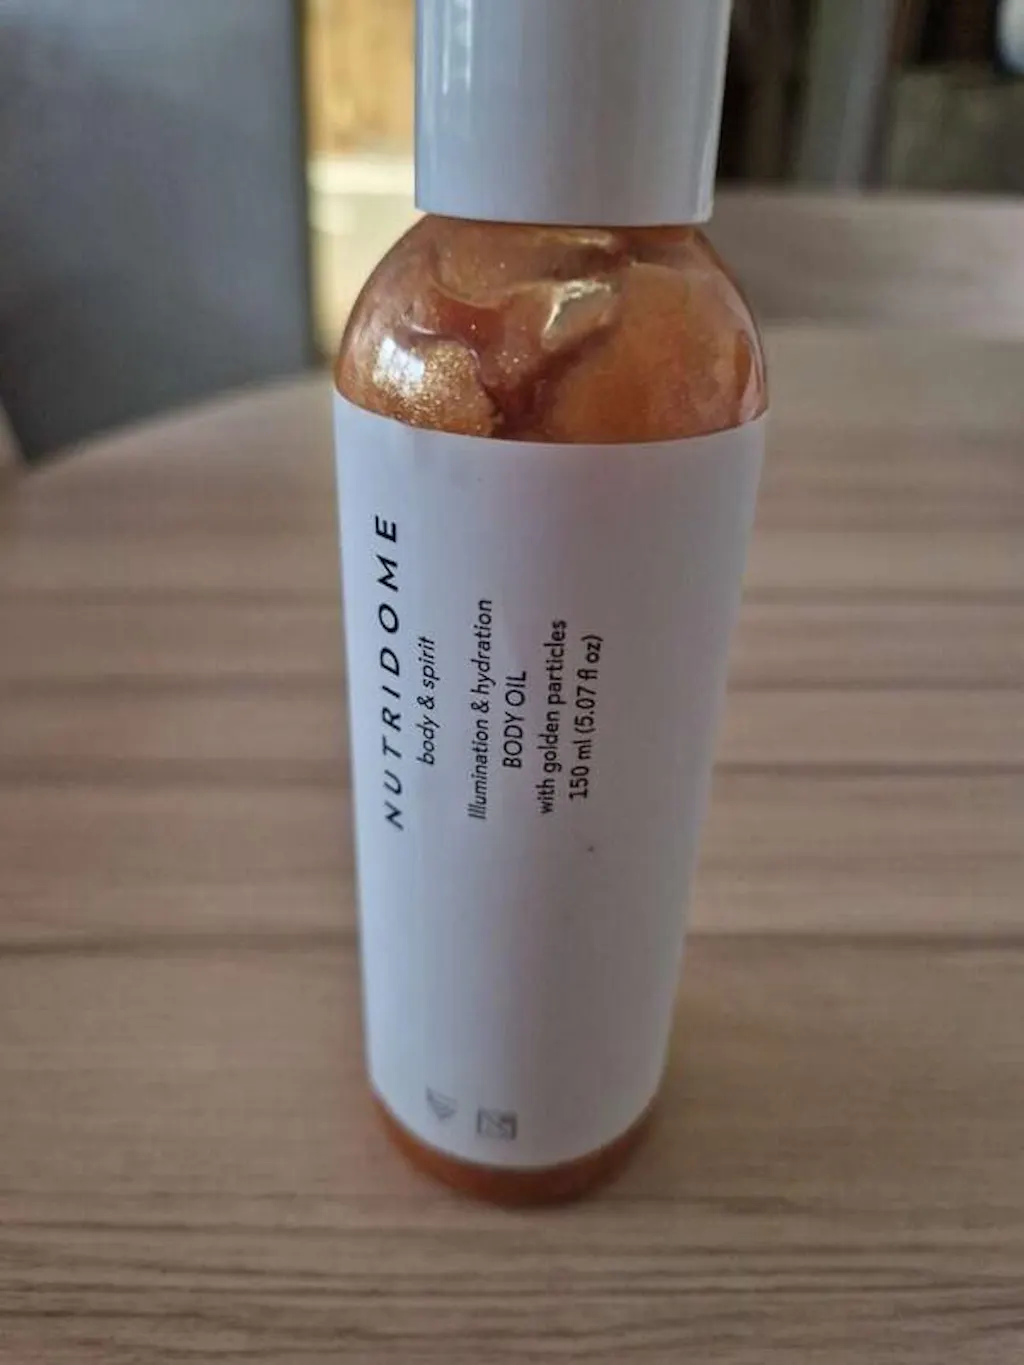 NUTRIDOME
body & spirit
Illumination & hydration
BODY OIL
with golden particles
150 ml (5.07 fl oz)